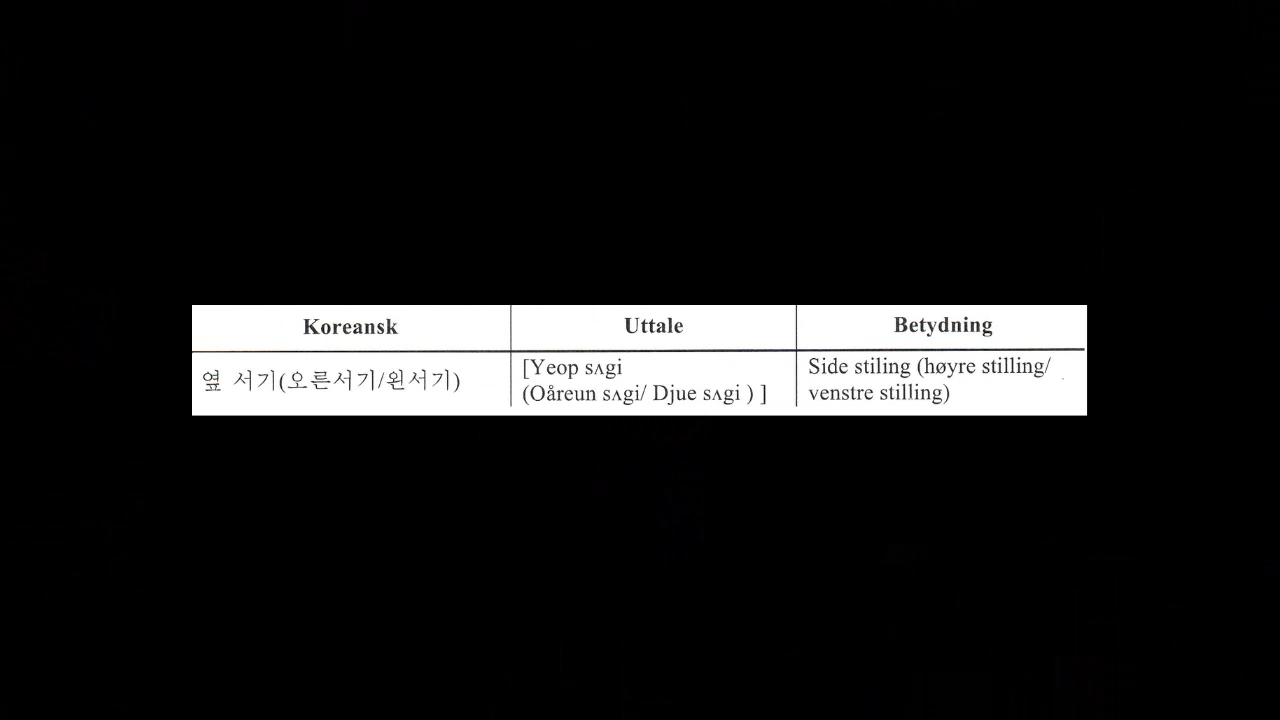 Koreansk Uttale Betydning
옆 서기(오른서기/왼서기)
[Yeop sʌgi
(Oåreun sʌgi/ Djue sʌgi ) ]
Side stiling (høyre stilling/
venstre stilling)